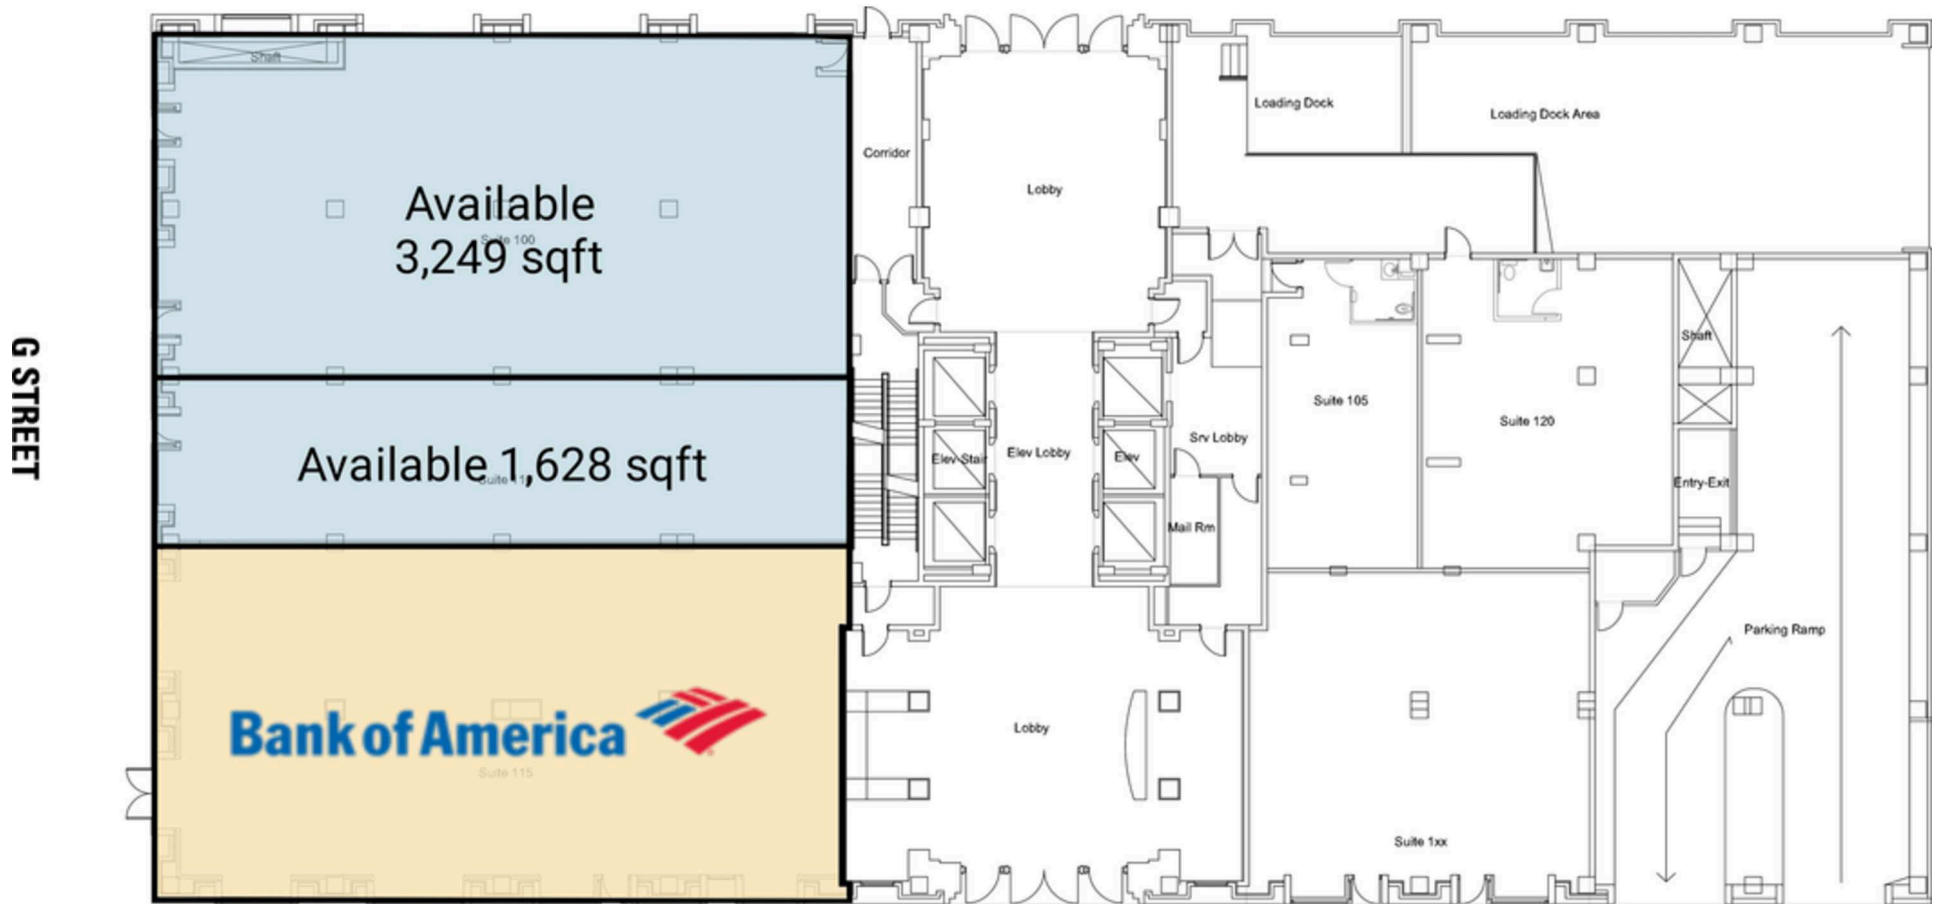 Shaft
Loading Dock
Loading Dock Area
Corridor
Lobby
Available
Suite 100
3,249 sqft
G STREET
Shaft
Suite 105
Suite 120
Srv Lobby
Elev Stair
Elev Lobby
Elev
Available 1,628 sqft
Entry-Exit
Mail Rm
Parking Ramp
Bank of America
Lobby
Suite 115
Suite 1xx